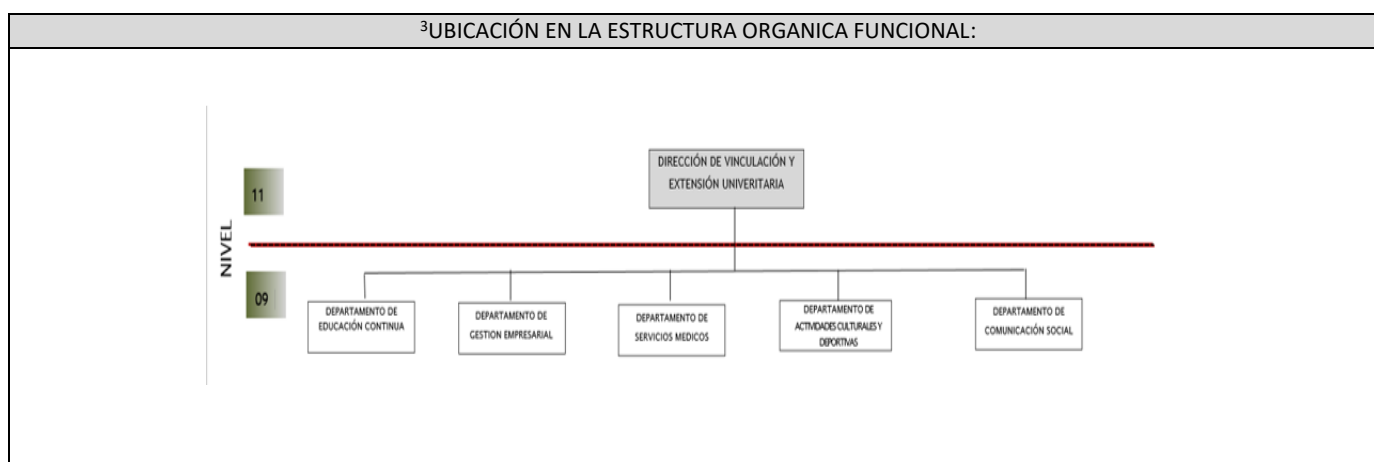 ³UBICACIÓN EN LA ESTRUCTURA ORGANICA FUNCIONAL:
DIRECCIÓN DE VINCULACIÓN Y
EXTENSIÓN UNIVERITARIA
11
NIVEL
09
DEPARTAMENTO DE
EDUCACIÓN CONTINUA
DEPARTAMENTO DE
GESTION EMPRESARIAL
DEPARTAMENTO DE
SERVICIOS MEDICOS
DEPARTAMENTO DE
ACTIVIDADES CULTURALES Y
DEPORTIVAS
DEPARTAMENTO DE
COMUNICACIÓN SOCIAL